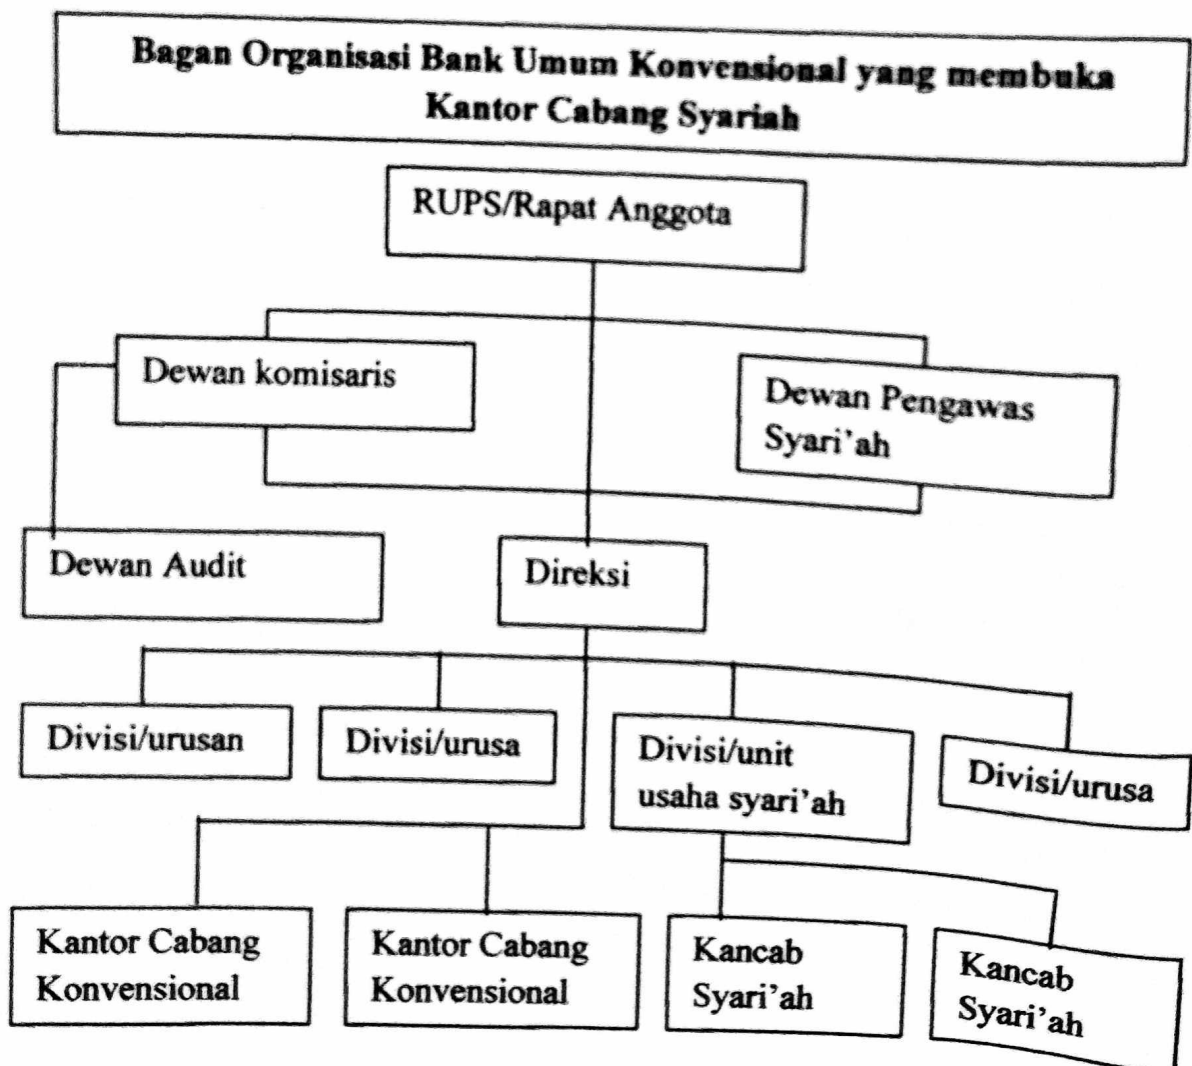 Bagan Organisasi Bank Umum Konvensional yang membuka
Kantor Cabang Syariah
RUPS/Rapat Anggota
Dewan komisaris
Dewan Pengawas
Syari'ah
Dewan Audit
Direksi
Divisi/urusan
Divisi/urusa
Divisi/unit
usaha syari'ah
Divisi/urusa
Kantor Cabang
Konvensional
Kantor Cabang
Konvensional
Kancab
Syari'ah
Kancab
Syari'ah